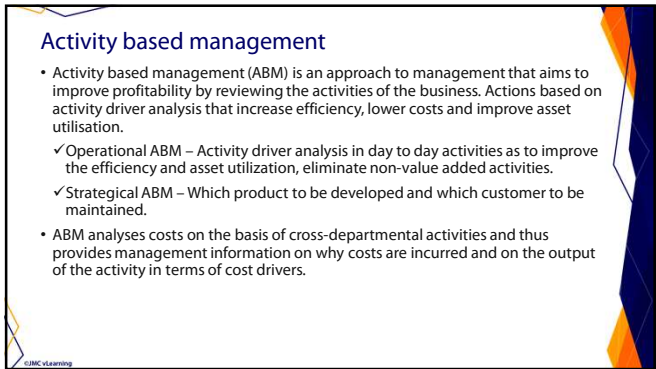 Activity based management
• Activity based management (ABM) is an approach to management that aims to
improve profitability by reviewing the activities of the business. Actions based on
activity driver analysis that increase efficiency, lower costs and improve asset
utilisation.
✓Operational ABM – Activity driver analysis in day to day activities as to improve
the efficiency and asset utilization, eliminate non-value added activities.
✓Strategical ABM – Which product to be developed and which customer to be
maintained.
• ABM analyses costs on the basis of cross-departmental activities and thus
provides management information on why costs are incurred and on the output
of the activity in terms of cost drivers.
©JMC vLearning